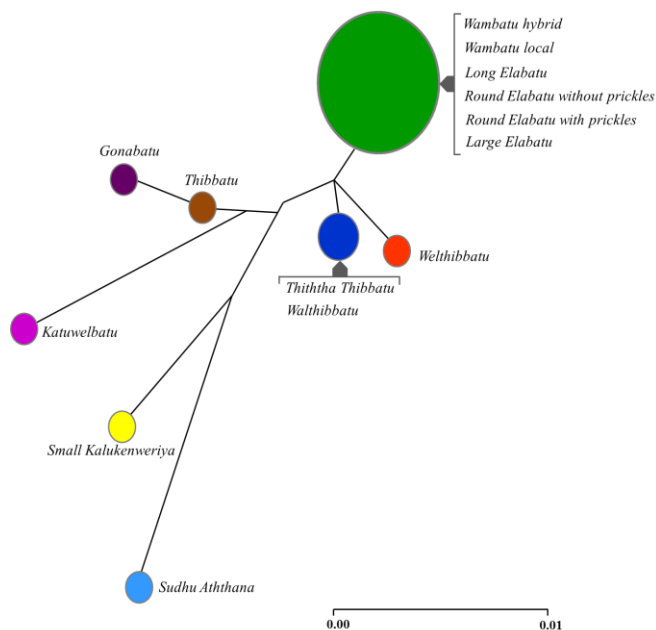 Wambatu hybrid
Wambatu local
Long Elabatu
Round Elabatu without prickles
Round Elabatu with prickles
Large Elabatu
Gonabatu
Thibbatu
Welthibbatu
Thiththa Thibbatu
Walthibbatu
Katuwelbatu
Small Kalukenweriya
Sudhu Aththana
0.00
0.01